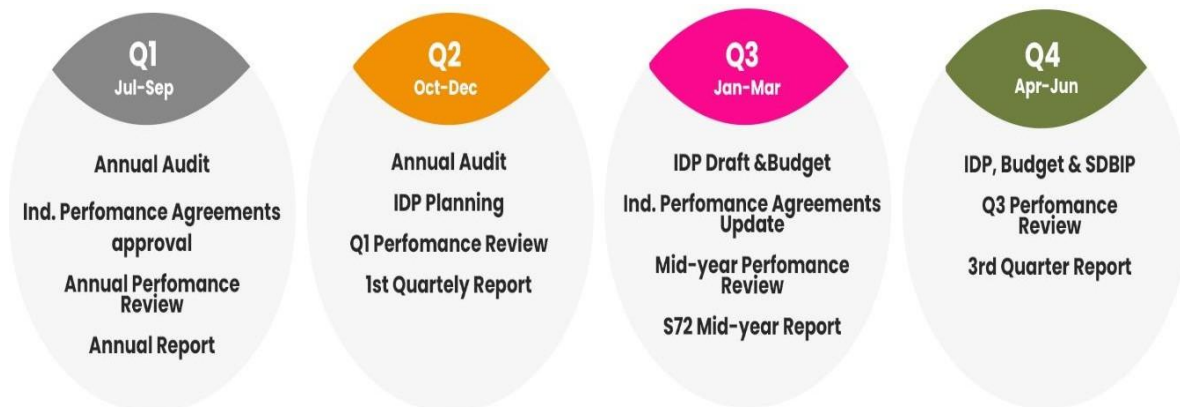 Q1
Jul-Sep
Annual Audit
Ind. Perfomance Agreements
approval
Annual Perfomance
Review
Annual Report
Q2
Oct-Dec
Annual Audit
IDP Planning
Q1 Perfomance Review
1st Quartely Report
Q3
Jan-Mar
IDP Draft &Budget
Ind. Perfomance Agreements
Update
Mid-year Perfomance
Review
S72 Mid-year Report
Q4
Apr-Jun
IDP, Budget & SDBIP
Q3 Perfomance
Review
3rd Quarter Report